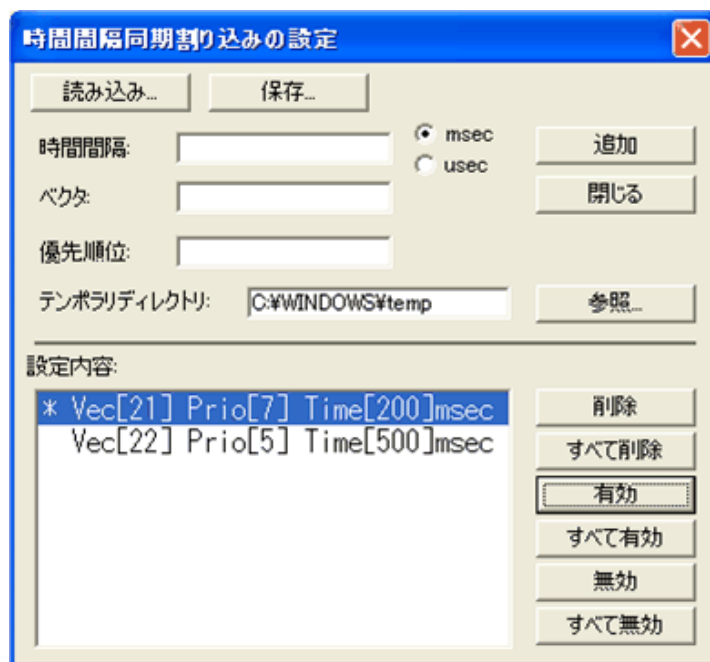 時間間隔同期割り込みの設定
読み込み... 保存...
時間間隔: msec 追加
usec
ベクタ: 閉じる
優先順位:
テンポラリディレクトリ: C:¥WINDOWS¥temp 参照...
設定内容:
* Vec[21] Prio[7] Time[200]msec 削除
Vec[22] Prio[5] Time[500]msec すべて削除
有効
すべて有効
無効
すべて無効